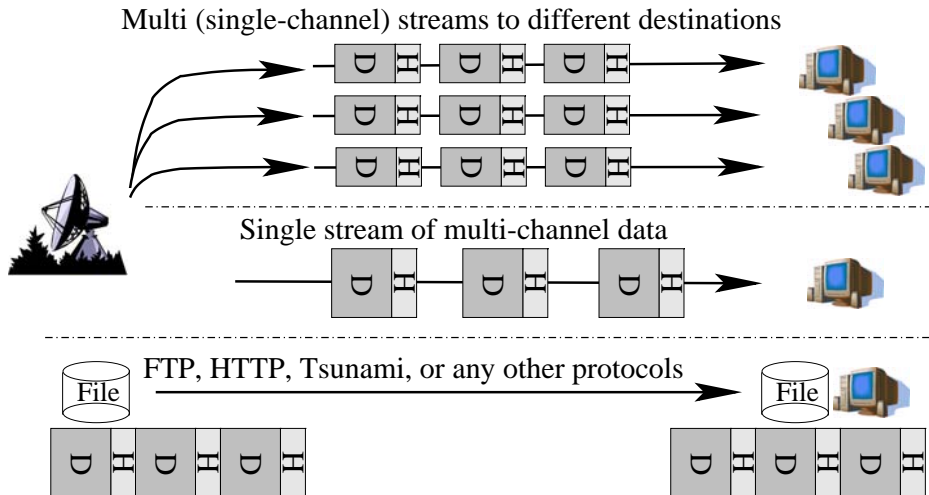 Multi (single-channel) streams to different destinations
D H D H D H
D H D H D H
D H D H D H
Single stream of multi-channel data
D H D H D H
FTP, HTTP, Tsunami, or any other protocols
File File
D H D H D H D H D H D H